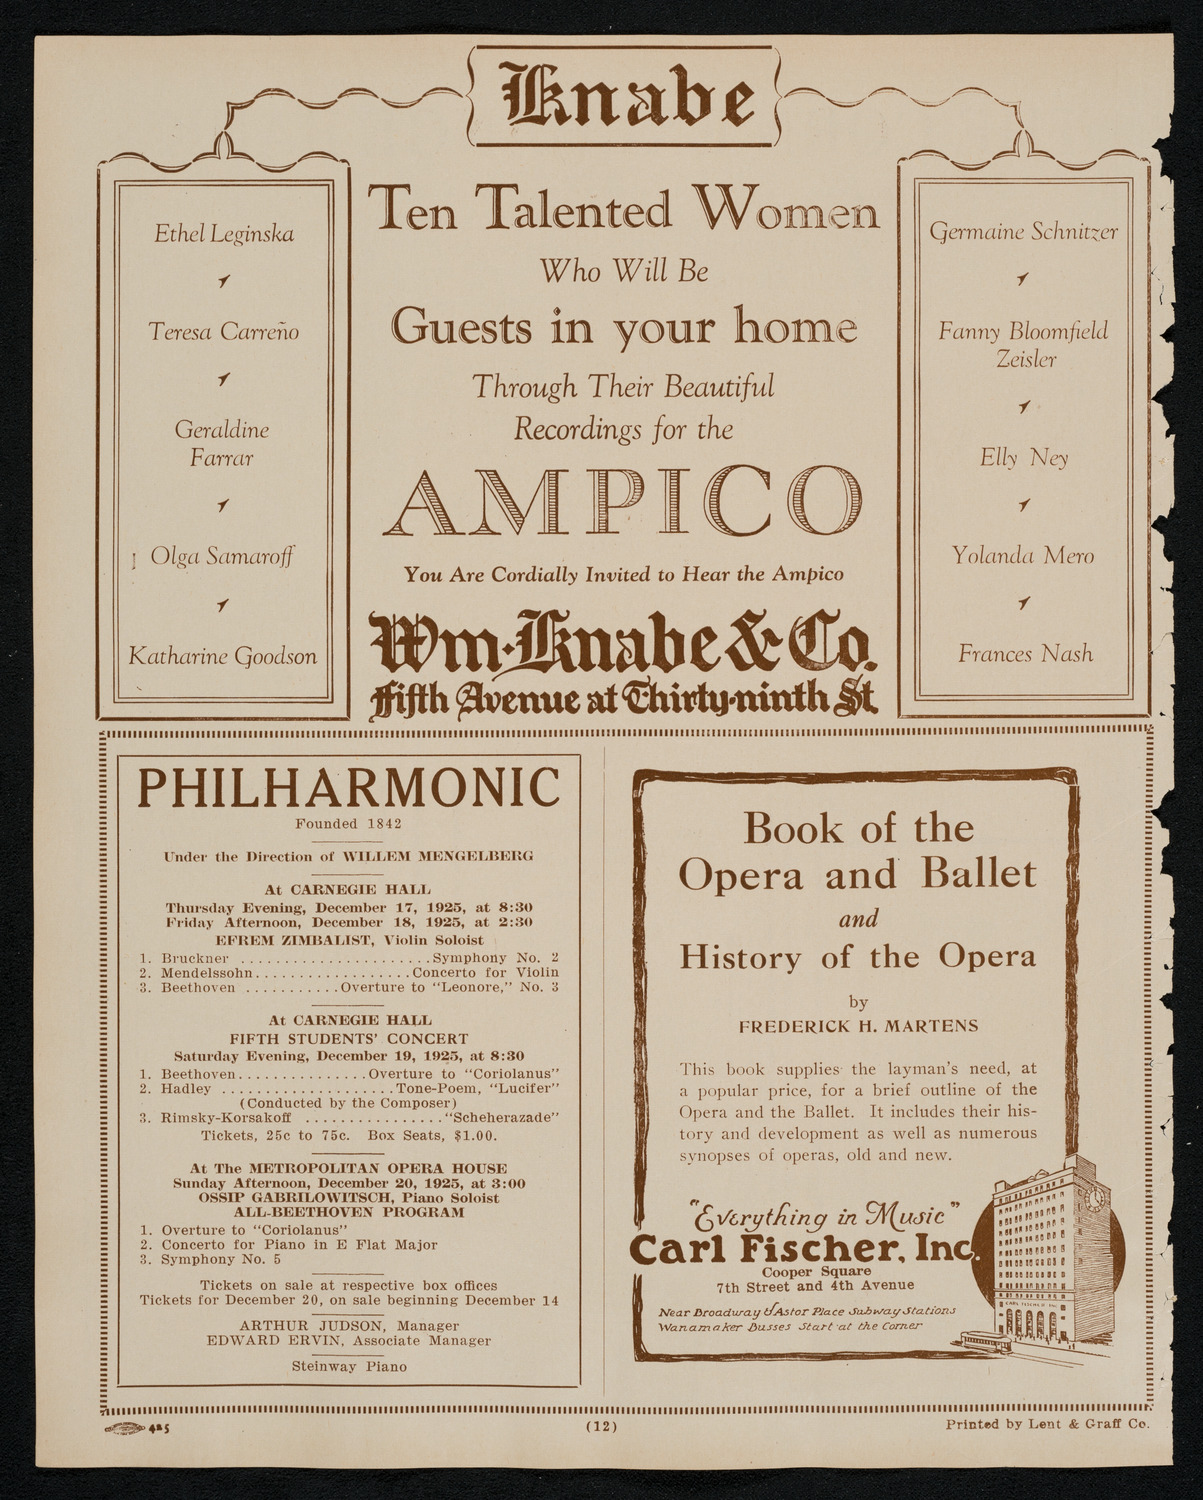 Knabe
Ethel Leginska
Teresa Carreño
Geraldine
Farrar
Olga Samaroff
Katharine Goodson
Ten Talented Women
Who Will Be
Guests in your home
Through Their Beautiful
Recordings for the
AMPICO
You Are Cordially Invited to Hear the Ampico
Wm. Knabe & Co.
Fifth Avenue at Thirty-ninth St.
Germaine Schnitzer
Fanny Bloomfield
Zeisler
Elly Ney
Yolanda Mero
Frances Nash
PHILHARMONIC
Founded 1842
Under the Direction of WILLEM MENGELBERG
At CARNEGIE HALL
Thursday Evening, December 17, 1925, at 8:30
Friday Afternoon, December 18, 1925, at 2:30
EFREM ZIMBALIST, Violin Soloist
1. Bruckner ......................Symphony No. 2
2. Mendelssohn..................Concerto for Violin
3. Beethoven ...........Overture to "Leonore," No. 3
At CARNEGIE HALL
FIFTH STUDENTS' CONCERT
Saturday Evening, December 19, 1925, at 8:30
1. Beethoven...............Overture to "Coriolanus"
2. Hadley ....................Tone-Poem, "Lucifer"
(Conducted by the Composer)
3. Rimsky-Korsakoff ................"Scheherazade"
Tickets, 25c to 75c. Box Seats, $1.00.
At The METROPOLITAN OPERA HOUSE
Sunday Afternoon, December 20, 1925, at 3:00
OSSIP GABRILOWITSCH, Piano Soloist
ALL-BEETHOVEN PROGRAM
1. Overture to "Coriolanus"
2. Concerto for Piano in E Flat Major
3. Symphony No. 5
Tickets on sale at respective box offices
Tickets for December 20, on sale beginning December 14
ARTHUR JUDSON, Manager
EDWARD ERVIN, Associate Manager
Steinway Piano
Book of the
Opera and Ballet
and
History of the Opera
by
FREDERICK H. MARTENS
This book supplies the layman's need, at
a popular price, for a brief outline of the
Opera and the Ballet. It includes their his-
tory and development as well as numerous
synopses of operas, old and new.
"Everything in Music"
Carl Fischer, Inc.
Cooper Square
7th Street and 4th Avenue
Near Broadway & Astor Place Subway Stations
Wanamaker Busses Start at the Corner
CARL FISCHER INC.
425
(12)
Printed by Lent & Graff Co.